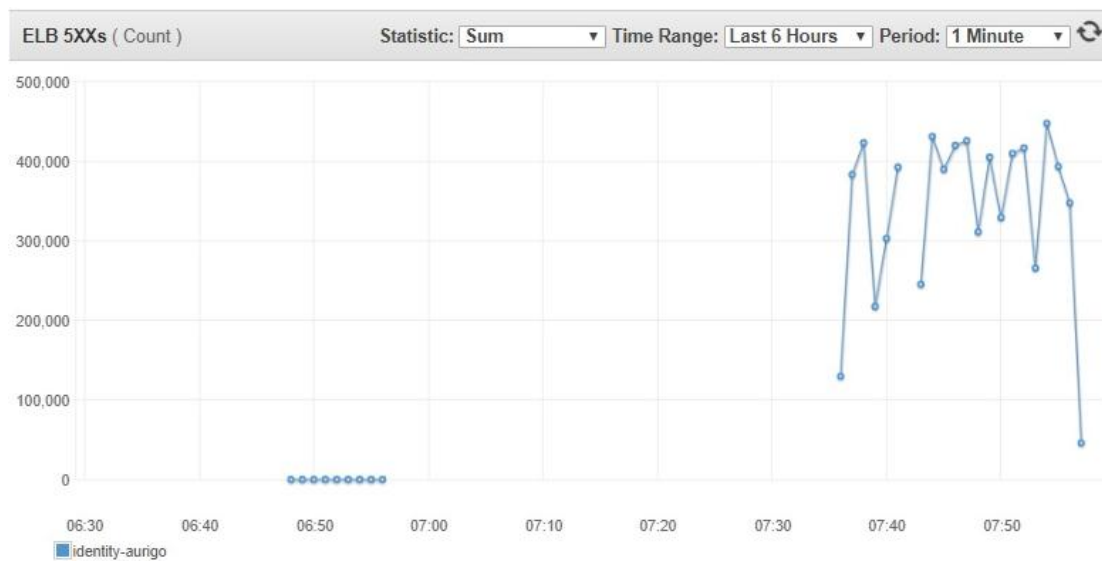 ELB 5XXs ( Count ) Statistic: Sum Time Range: Last 6 Hours Period: 1 Minute
500,000
400,000
300,000
200,000
100,000
0
06:30 06:40 06:50 07:00 07:10 07:20 07:30 07:40 07:50
identity-aurigo